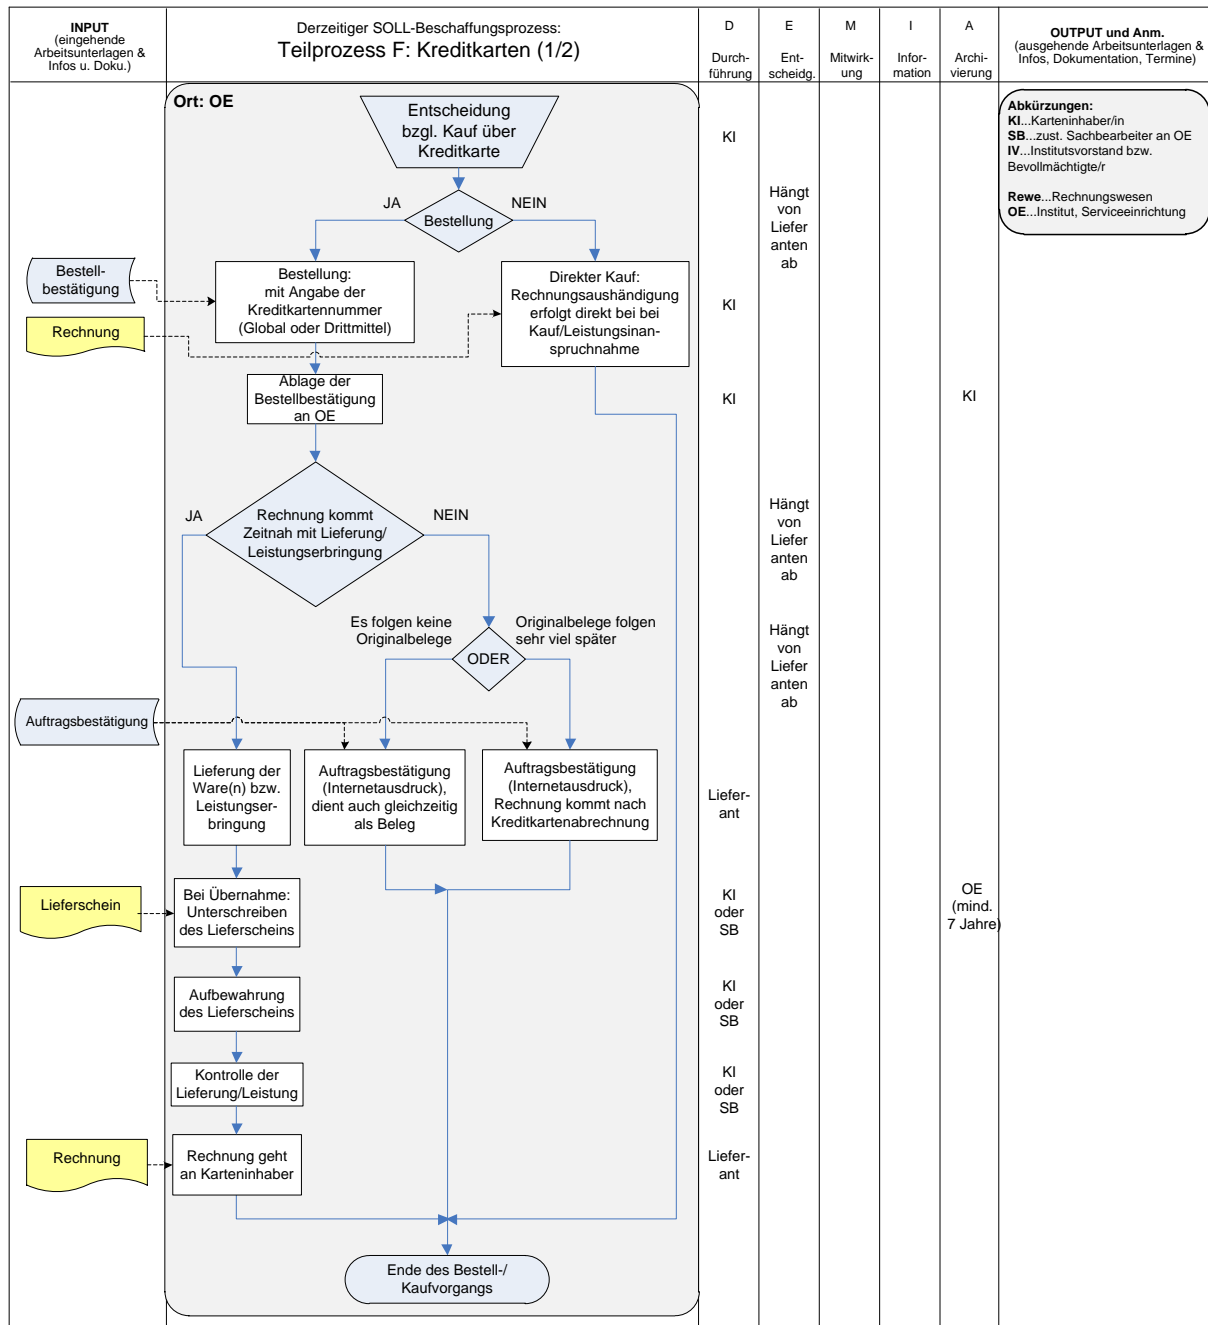 INPUT
(eingehende
Arbeitsunterlagen &
Infos u. Doku.)
Derzeitiger SOLL-Beschaffungsprozess:
Teilprozess F: Kreditkarten (1/2)
D
Durch-
führung
E
Ent-
scheidg.
M
Mitwirk-
ung
I
Infor-
mation
A
Archi-
vierung
OUTPUT und Anm.
(ausgehende Arbeitsunterlagen &
Infos, Dokumentation, Termine)
Ort: OE
Entscheidung
bzgl. Kauf über
Kreditkarte
KI
Abkürzungen:
KI...Karteninhaber/in
SB...zust. Sachbearbeiter an OE
IV...Institutsvorstand bzw.
Bevollmächtigte/r
Rewe...Rechnungswesen
OE...Institut, Serviceeinrichtung
JA
Bestellung
NEIN
Hängt
von
Liefer
anten
ab
Bestell-
bestätigung
Rechnung
Bestellung:
mit Angabe der
Kreditkartennummer
(Global oder Drittmittel)
Direkter Kauf:
Rechnungsaushändigung
erfolgt direkt bei bei
Kauf/Leistungsinan-
spruchnahme
KI
Ablage der
Bestellbestätigung
an OE
KI
KI
JA
Rechnung kommt
Zeitnah mit Lieferung/
Leistungserbringung
NEIN
Hängt
von
Liefer
anten
ab
Es folgen keine
Originalbelege
Originalbelege folgen
sehr viel später
ODER
Hängt
von
Liefer
anten
ab
Auftragsbestätigung
Lieferung der
Ware(n) bzw.
Leistungser-
bringung
Auftragsbestätigung
(Internetausdruck),
dient auch gleichzeitig
als Beleg
Auftragsbestätigung
(Internetausdruck),
Rechnung kommt nach
Kreditkartenabrechnung
Liefer-
ant
Lieferschein
Bei Übernahme:
Unterschreiben
des Lieferscheins
KI
oder
SB
OE
(mind.
7 Jahre)
Aufbewahrung
des Lieferscheins
KI
oder
SB
Kontrolle der
Lieferung/Leistung
KI
oder
SB
Rechnung
Rechnung geht
an Karteninhaber
Liefer-
ant
Ende des Bestell-/
Kaufvorgangs